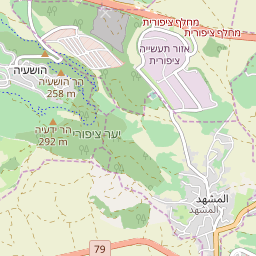 מחלף ציפורית
מחלף ציפורית
אזור תעשייה
ציפורית
הושעיה
הר הושעיה
258 m
הר ידעיה
292 m
יער ציפורי
المشهد
המשהד
79